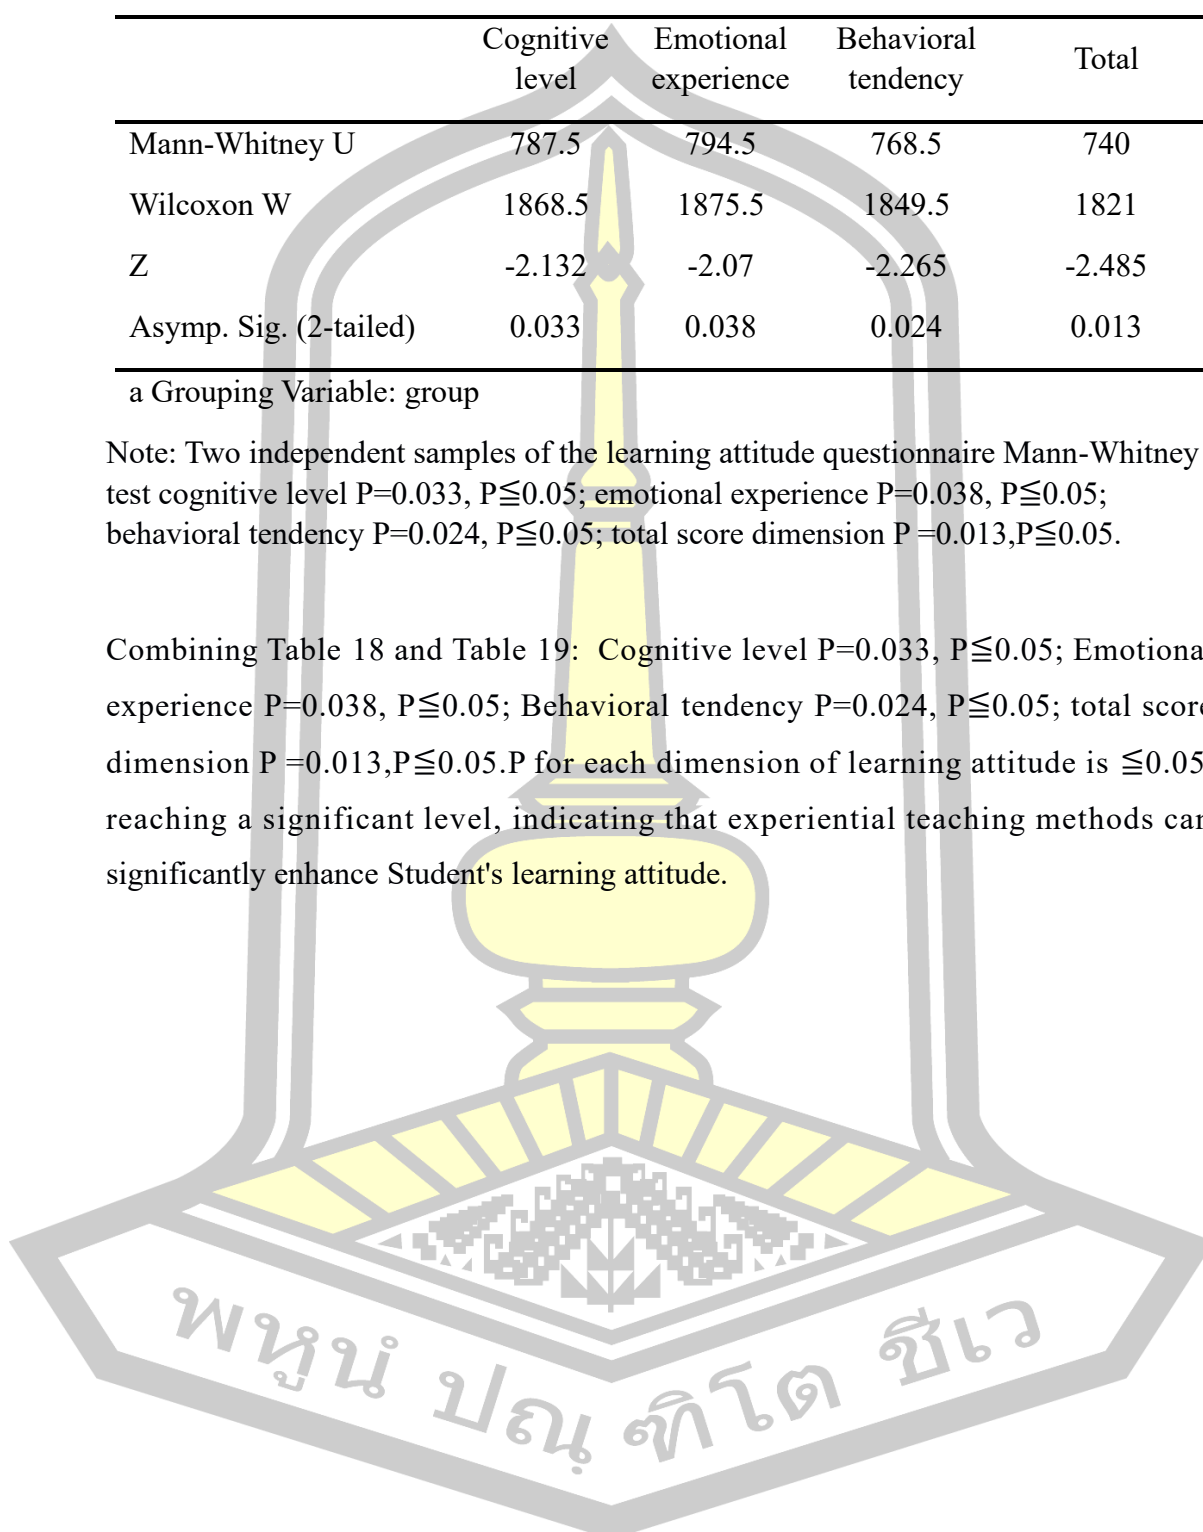 Cognitive level Emotional experience Behavioral tendency Total
Mann-Whitney U 787.5 794.5 768.5 740
Wilcoxon W 1868.5 1875.5 1849.5 1821
Z -2.132 -2.07 -2.265 -2.485
Asymp. Sig. (2-tailed) 0.033 0.038 0.024 0.013
a Grouping Variable: group
Note: Two independent samples of the learning attitude questionnaire Mann-Whitney
test cognitive level P=0.033, P≦0.05; emotional experience P=0.038, P≦0.05;
behavioral tendency P=0.024, P≦0.05; total score dimension P =0.013,P≦0.05.
Combining Table 18 and Table 19: Cognitive level P=0.033, P≦0.05; Emotiona
experience P=0.038, P≦0.05; Behavioral tendency P=0.024, P≦0.05; total score
dimension P =0.013,P≦0.05.P for each dimension of learning attitude is ≦0.05
reaching a significant level, indicating that experiential teaching methods can
significantly enhance Student's learning attitude.
พหูนํ ปณฺฑิโต ชีเว